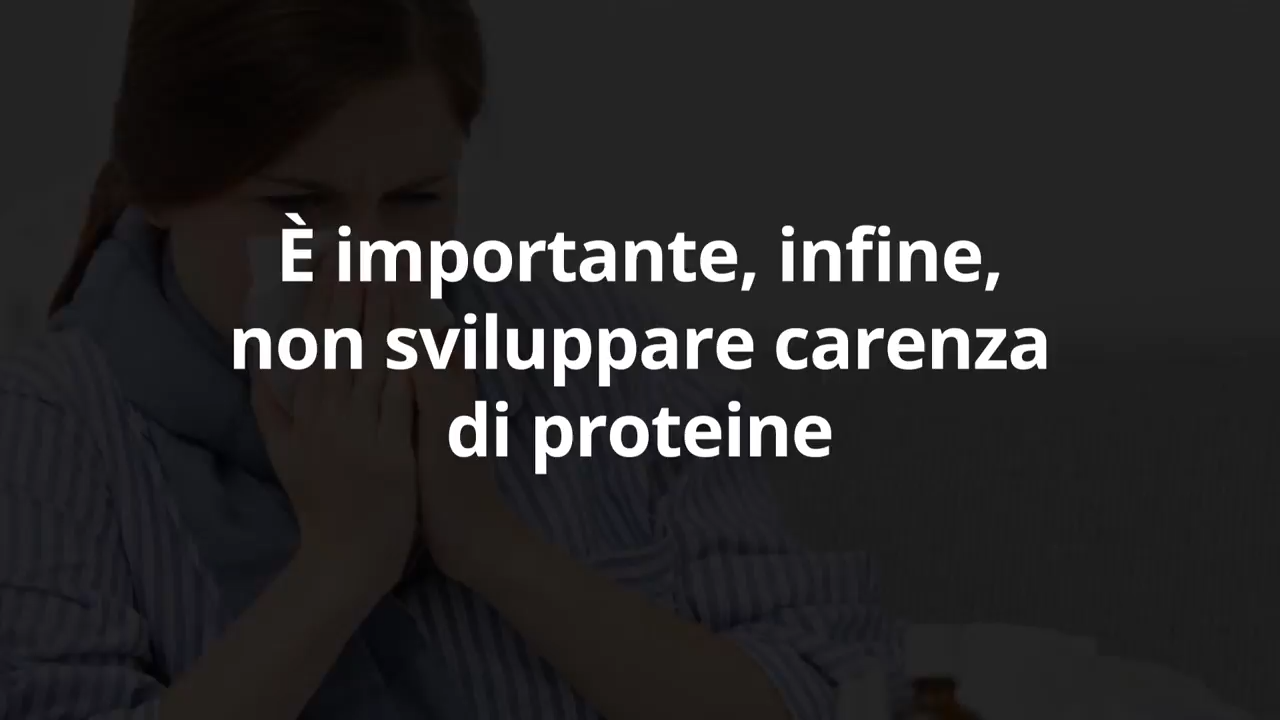 È importante, infine,
non sviluppare carenza
di proteine